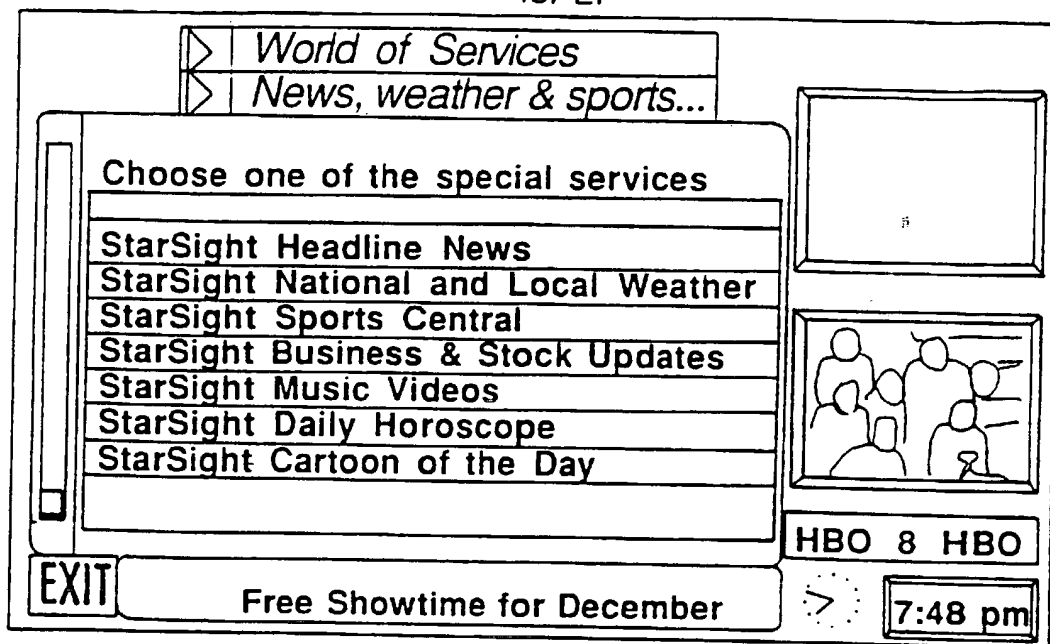 World of Services
News, weather & sports...
Choose one of the special services
StarSight Headline News
StarSight National and Local Weather
StarSight Sports Central
StarSight Business & Stock Updates
StarSight Music Videos
StarSight Daily Horoscope
StarSight Cartoon of the Day
HBO 8 HBO
EXIT
Free Showtime for December
7:48 pm